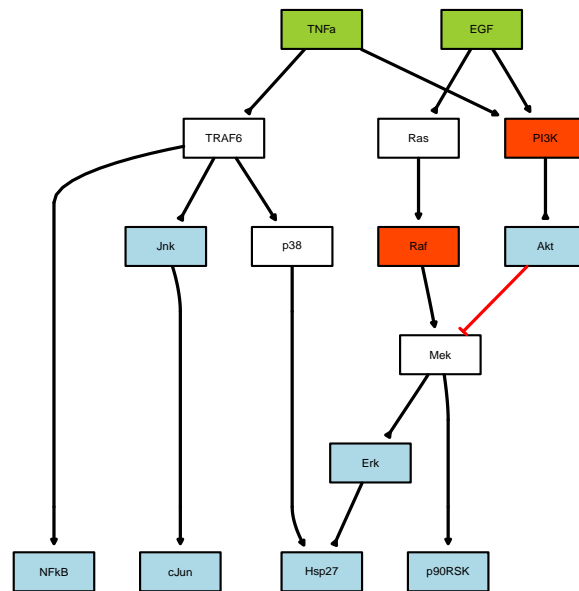 TNFa
EGF
TRAF6
Ras
PI3K
Jnk
p38
Raf
Akt
Mek
Erk
NFkB
cJun
Hsp27
p90RSK